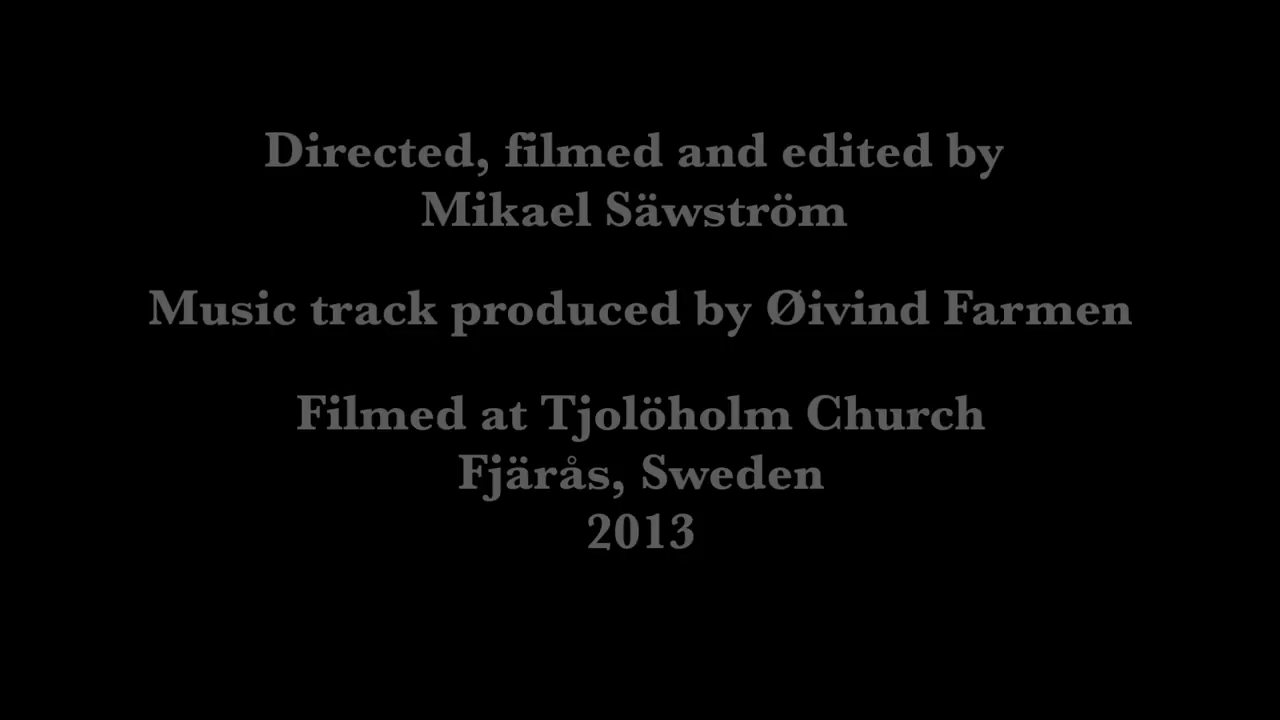 Directed, filmed and edited by
Mikael Säwström
Music track produced by Øivind Farmen
Filmed at Tjolöholm Church
Fjärås, Sweden
2013